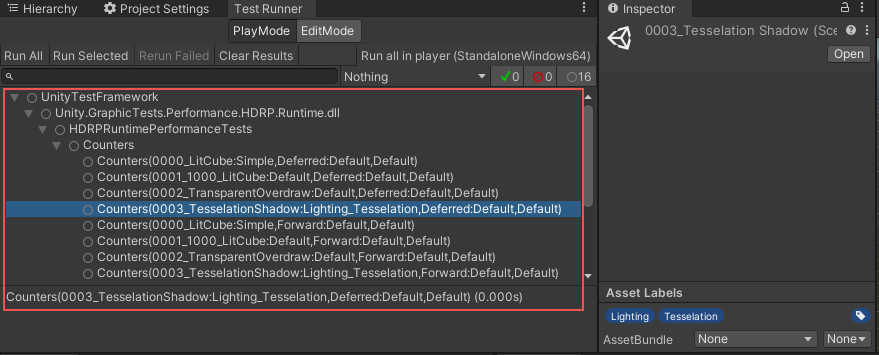 Hierarchy Project Settings Test Runner
PlayMode EditMode
Run All Run Selected Rerun Failed Clear Results Run all in player (StandaloneWindows64)
Nothing 0 0 16
UnityTestFramework
Unity.GraphicTests.Performance.HDRP.Runtime.dll
HDRPRuntimePerformanceTests
Counters
Counters(0000_LitCube:Simple,Deferred:Default,Default)
Counters(0001_1000_LitCube:Default,Deferred:Default,Default)
Counters(0002_TransparentOverdraw:Default,Deferred:Default,Default)
Counters(0003_TesselationShadow:Lighting_Tesselation,Deferred:Default,Default)
Counters(0000_LitCube:Simple,Forward:Default,Default)
Counters(0001_1000_LitCube:Default,Forward:Default,Default)
Counters(0002_TransparentOverdraw:Default,Forward:Default,Default)
Counters(0003_TesselationShadow:Lighting_Tesselation,Forward:Default,Default)
Counters(0003_TesselationShadow:Lighting_Tesselation,Deferred:Default,Default) (0.000s)
Inspector
0003_Tesselation Shadow (Sce
Open
Asset Labels
Lighting Tesselation
AssetBundle None None